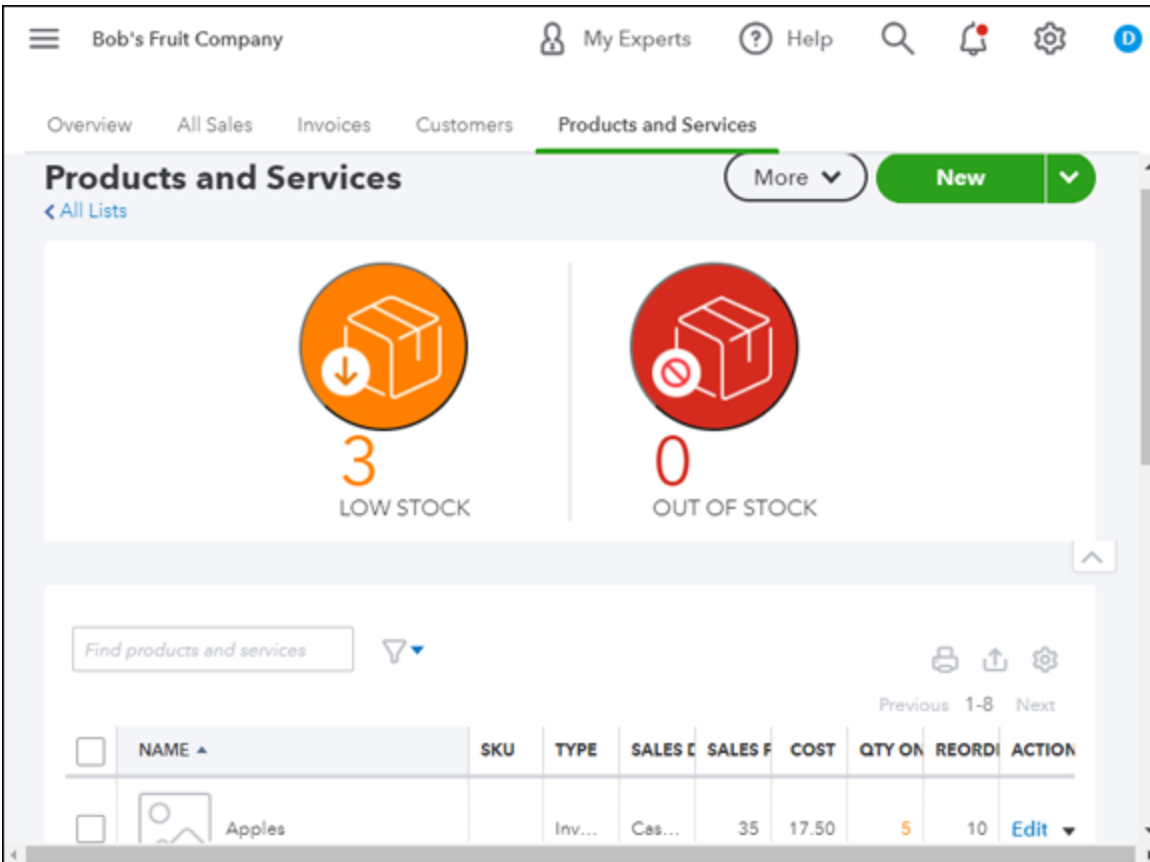 Bob's Fruit Company My Experts Help D
Overview All Sales Invoices Customers Products and Services
Products and Services More New
All Lists
3 0
LOW STOCK OUT OF STOCK
Find products and services
Previous 1-8 Next
NAME SKU TYPE SALES D SALES P COST QTY ON REORDI ACTION
Apples Inv... Cas... 35 17.50 5 10 Edit